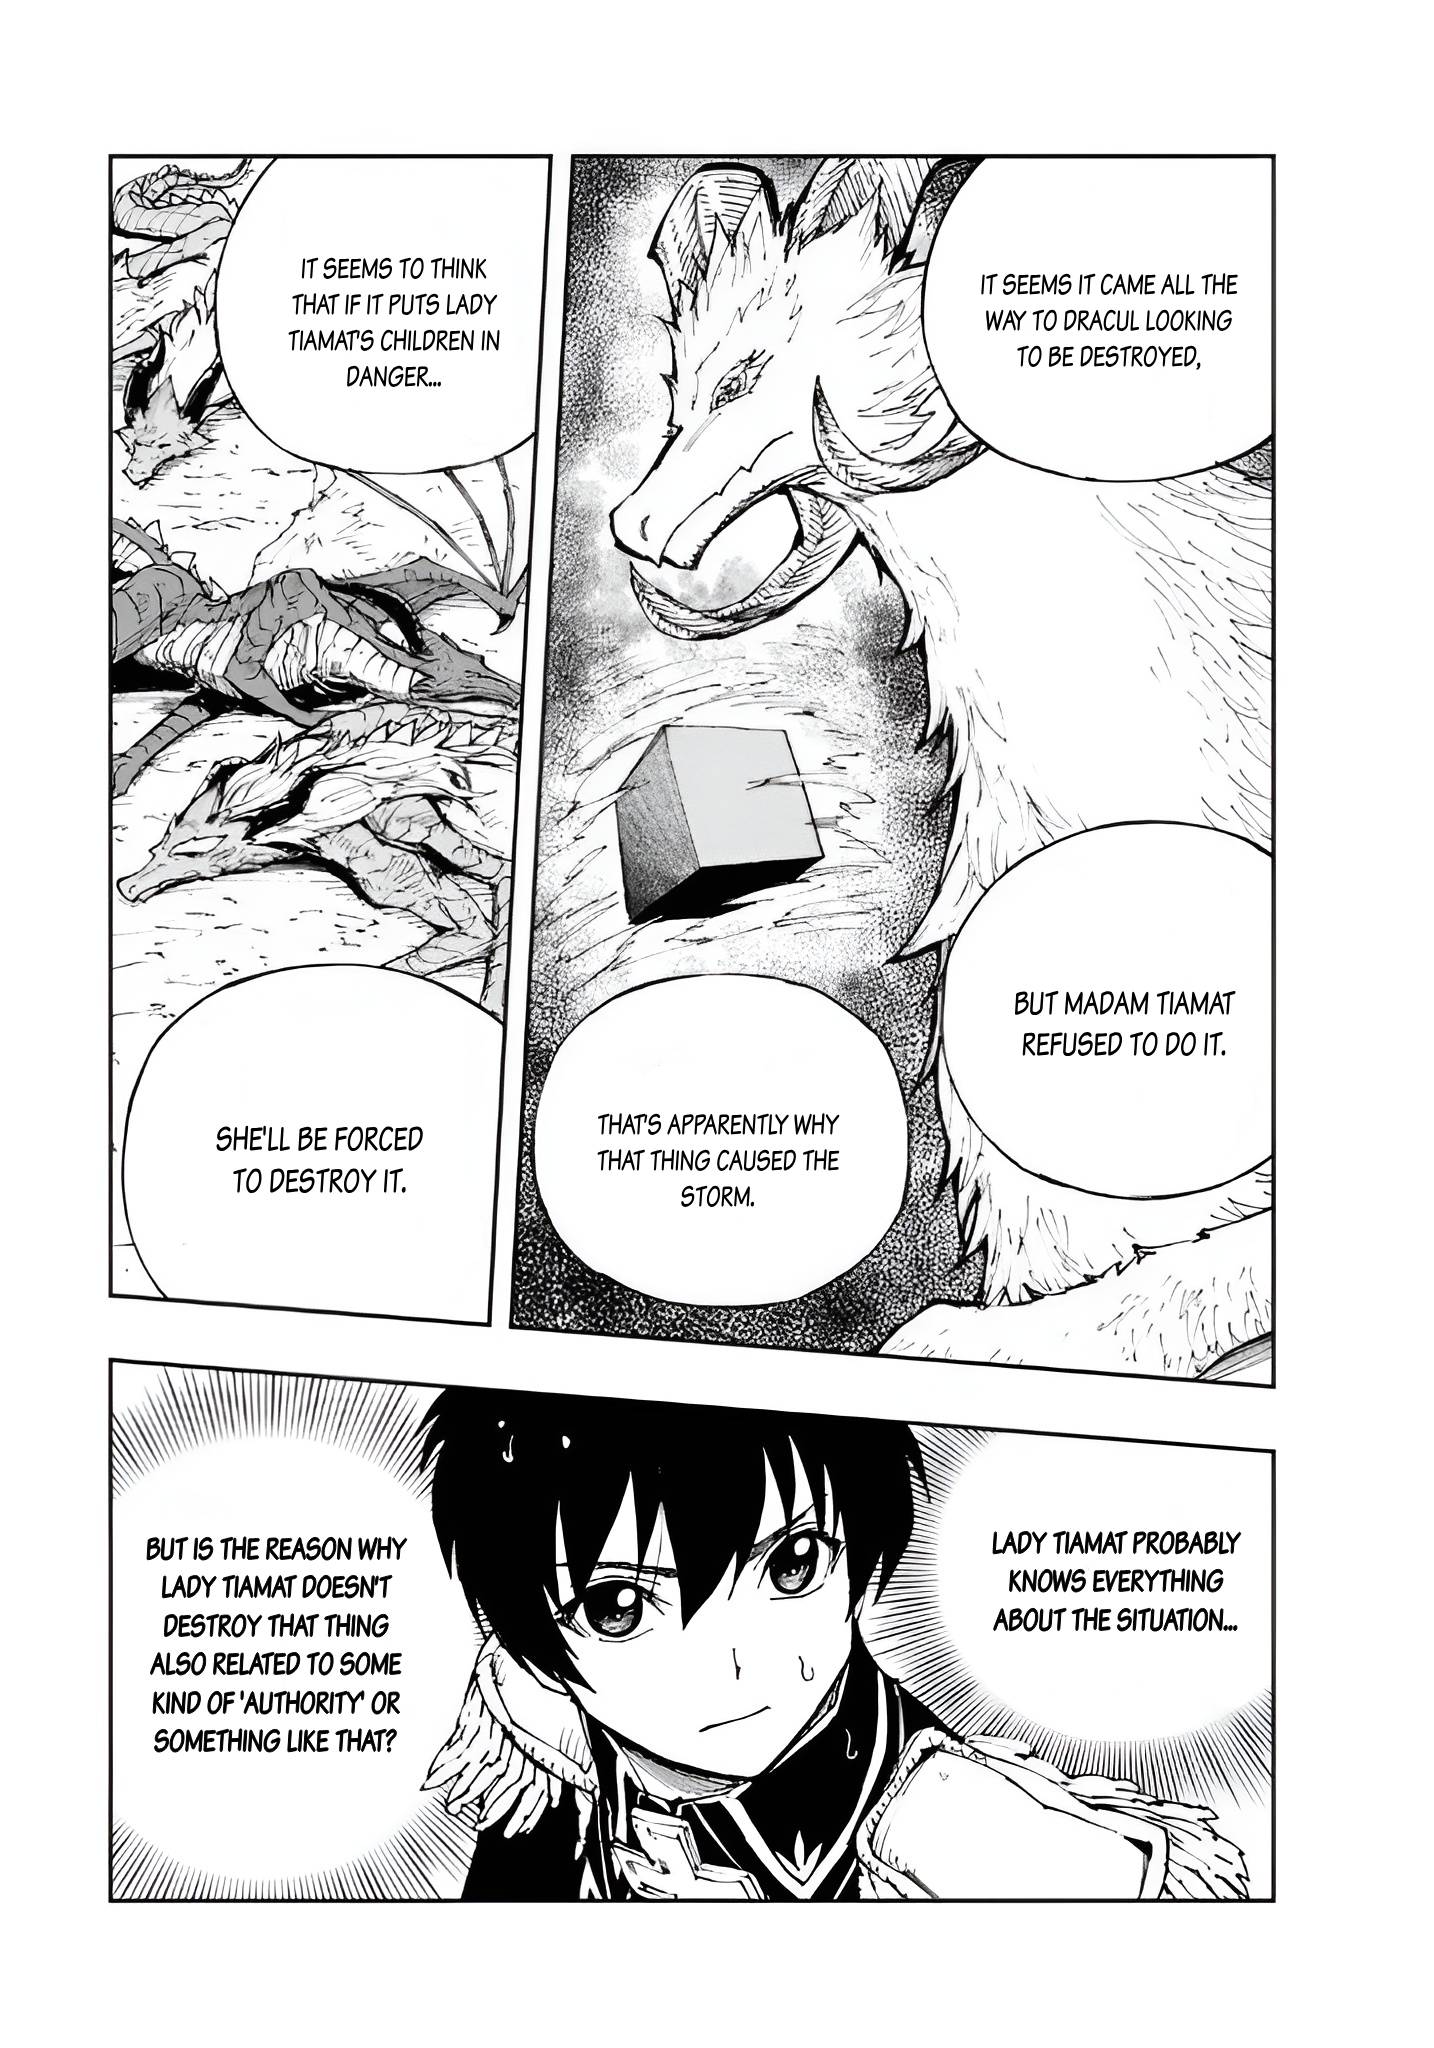 IT SEEMS IT CAME ALL THE
WAY TO DRACUL LOOKING
TO BE DESTROYED,
BUT MADAM TIAMAT
REFUSED TO DO IT.
THAT'S APPARENTLY WHY
THAT THING CAUSED THE
STORM.
IT SEEMS TO THINK
THAT IF IT PUTS LADY
TIAMAT'S CHILDREN IN
DANGER...
SHE'LL BE FORCED
TO DESTROY IT.
LADY TIAMAT PROBABLY
KNOWS EVERYTHING
ABOUT THE SITUATION...
BUT IS THE REASON WHY
LADY TIAMAT DOESN'T
DESTROY THAT THING
ALSO RELATED TO SOME
KIND OF 'AUTHORITY' OR
SOMETHING LIKE THAT?